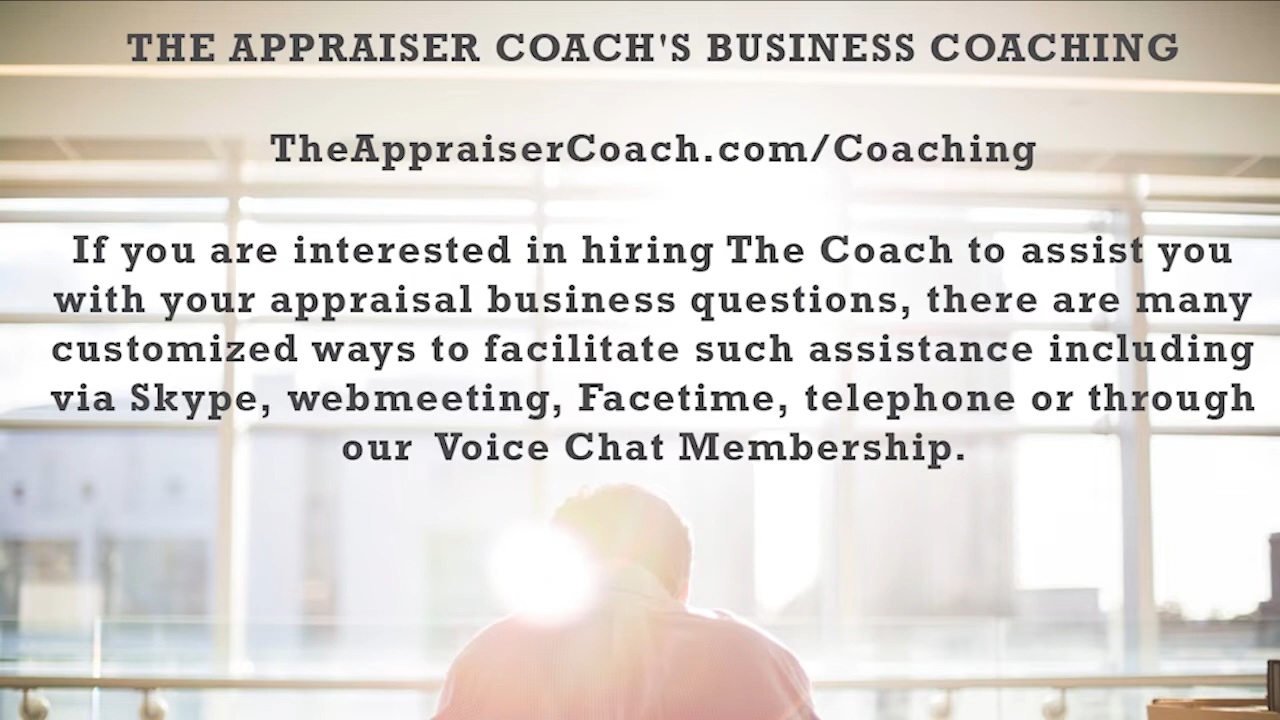 THE APPRAISER COACH'S BUSINESS COACHING
TheAppraiserCoach.com/Coaching
If you are interested in hiring The Coach to assist you
with your appraisal business questions, there are many
customized ways to facilitate such assistance including
via Skype, webmeeting, Facetime, telephone or through
our  Voice Chat Membership.